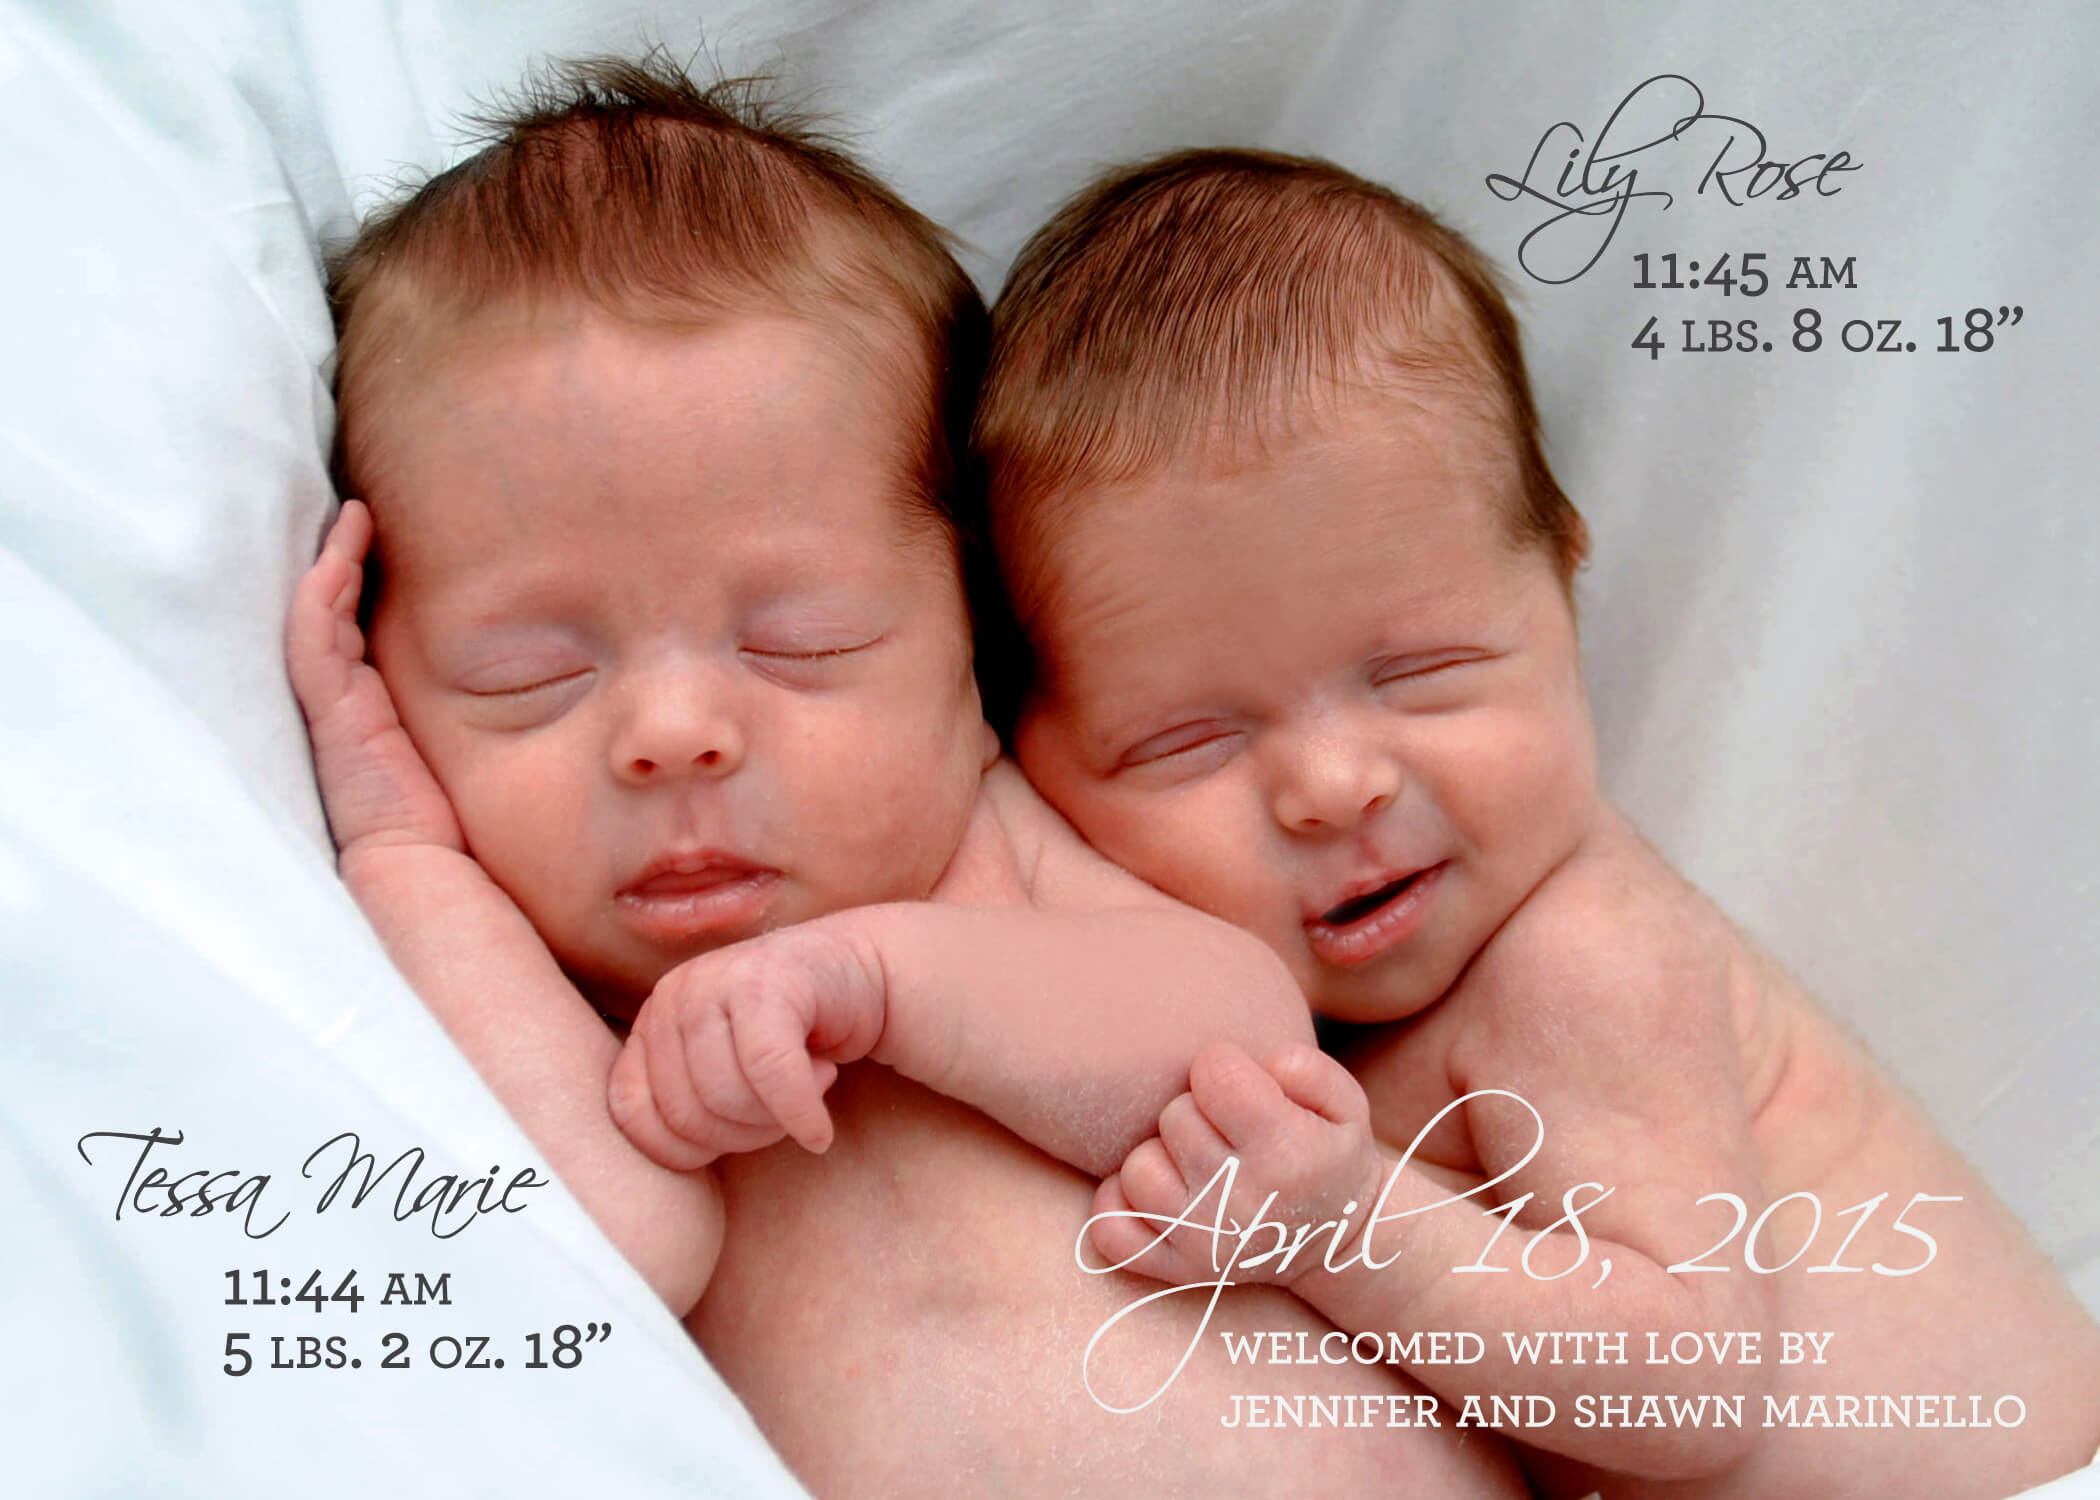 Lily Rose
11:45 AM
4 LBS. 8 OZ. 18”
Tessa Marie
11:44 AM
5 LBS. 2 OZ. 18”
April 18, 2015
WELCOMED WITH LOVE BY
JENNIFER AND SHAWN MARINELLO